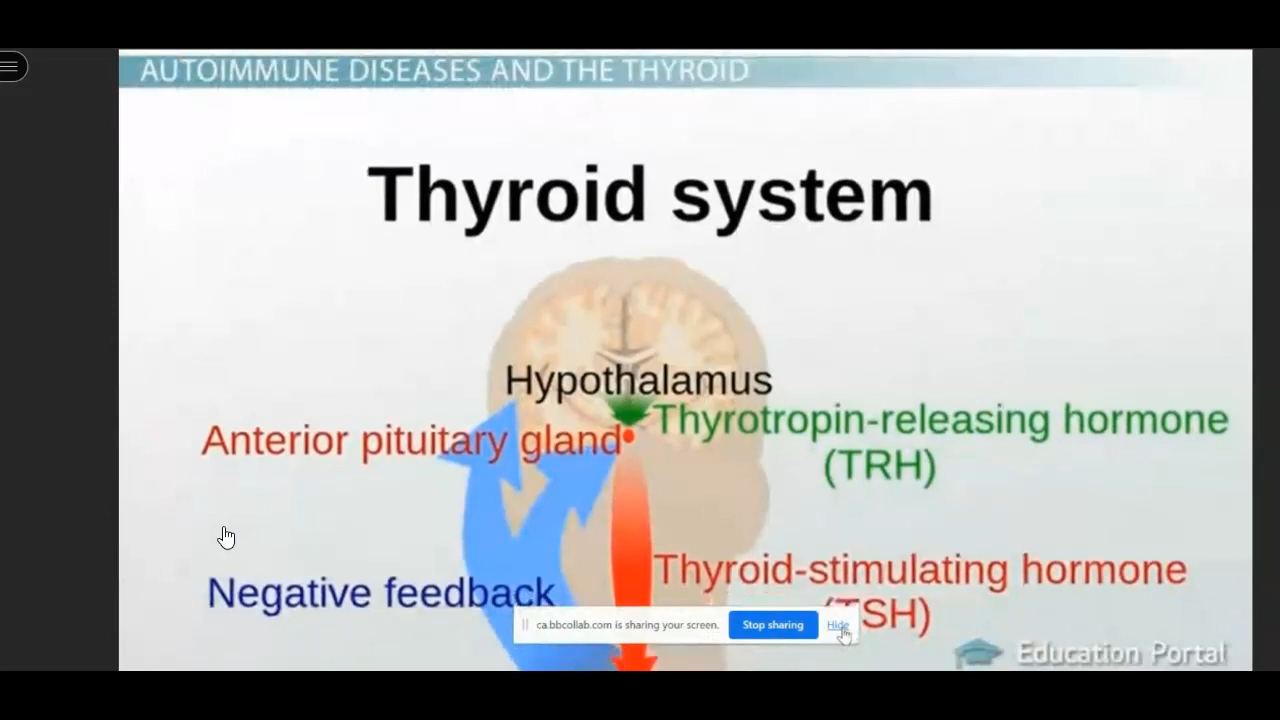 AUTOIMMUNE DISEASES AND THE THYROID
Thyroid system
Hypothalamus
Thyrotropin-releasing hormone
(TRH)
Anterior pituitary gland
Thyroid-stimulating hormone
(TSH)
Negative feedback
ca.bbcollab.com is sharing your screen.
Stop sharing
Hide
Education Portal